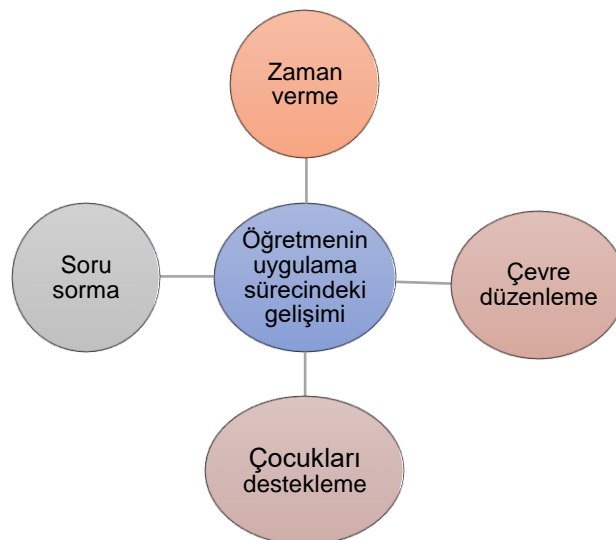 Zaman
verme
Soru
sorma
Öğretmenin
uygulama
sürecindeki
gelişimi
Çevre
düzenleme
Çocukları
destekleme